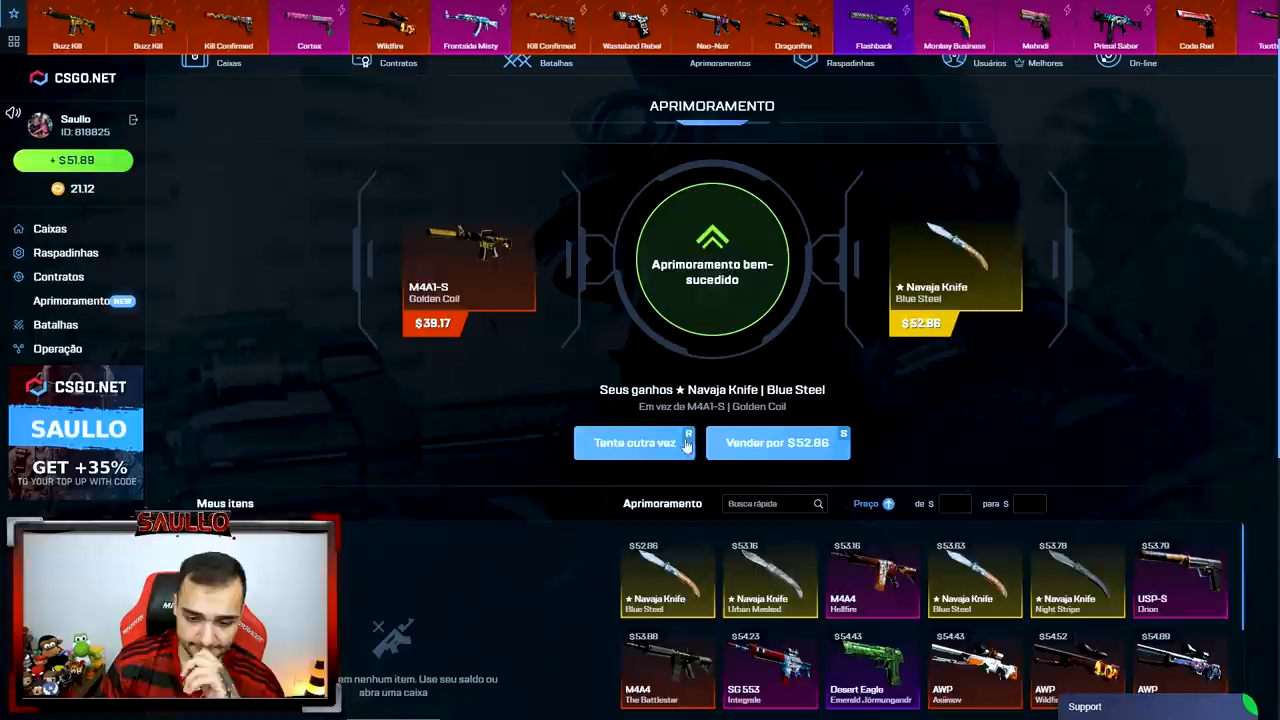 Buzz Kill
Buzz Kill
Kill Confirmed
Cortex
Wildfire
Frontside Misty
Kill Confirmed
Wasteland Rebel
Neo-Noir
Dragonfire
Flashback
Monkey Business
Mehndi
Primal Saber
Code Red
Tooth
CSGO.NET
Caixas
Contratos
Batalhas
Aprimoramentos
Raspadinhas
Usuários
Melhores
On-line
Saullo
ID: 818825
+ $51.89
21.12
Caixas
Raspadinhas
Contratos
Aprimoramento NEW
Batalhas
Operação
CSGO.NET
SAULLO
GET +35%
TO YOUR TOP UP WITH CODE
SAULLO
APRIMORAMENTO
M4A1-S
Golden Coil
$39.17
Aprimoramento bem-
sucedido
★ Navaja Knife
Blue Steel
$52.86
Seus ganhos ★ Navaja Knife | Blue Steel
Em vez de M4A1-S | Golden Coil
Tente outra vez R
Vender por $52.86 S
Meus itens
Aprimoramento
Busca rápida
Preço
de $
para $
em nenhum item. Use seu saldo ou
abra uma caixa
$52.86
★ Navaja Knife
Blue Steel
$53.16
★ Navaja Knife
Urban Masked
$53.16
M4A4
Hellfire
$53.63
★ Navaja Knife
Blue Steel
$53.78
★ Navaja Knife
Night Stripe
$53.79
USP-S
Orion
$53.88
M4A4
The Battlestar
$54.23
SG 553
Integrale
$54.43
Desert Eagle
Emerald Jörmungandr
$54.43
AWP
Asiimov
$54.52
AWP
Wildfire
$54.89
AWP
Support